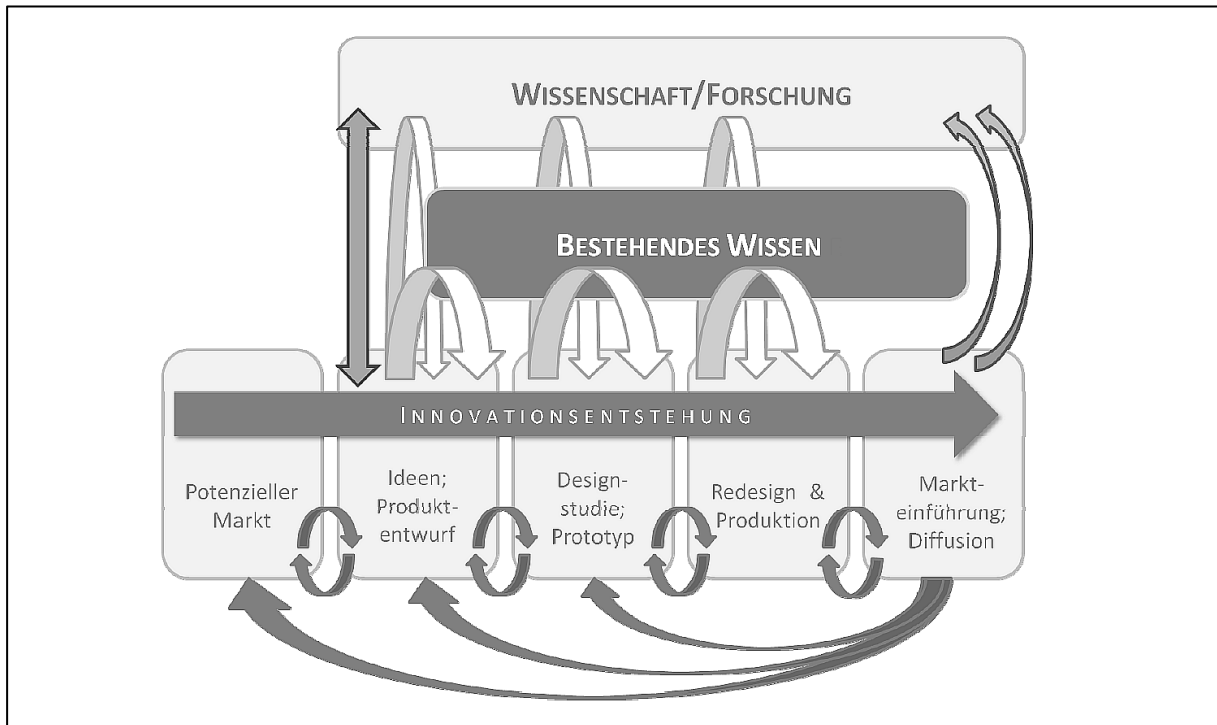 WISSENSCHAFT/FORSCHUNG
BESTEHENDES WISSEN
INNOVATIONSENTSTEHUNG
Potenzieller
Markt
Ideen;
Produkt-
entwurf
Design-
studie;
Prototyp
Redesign &
Produktion
Markt-
einführung;
Diffusion